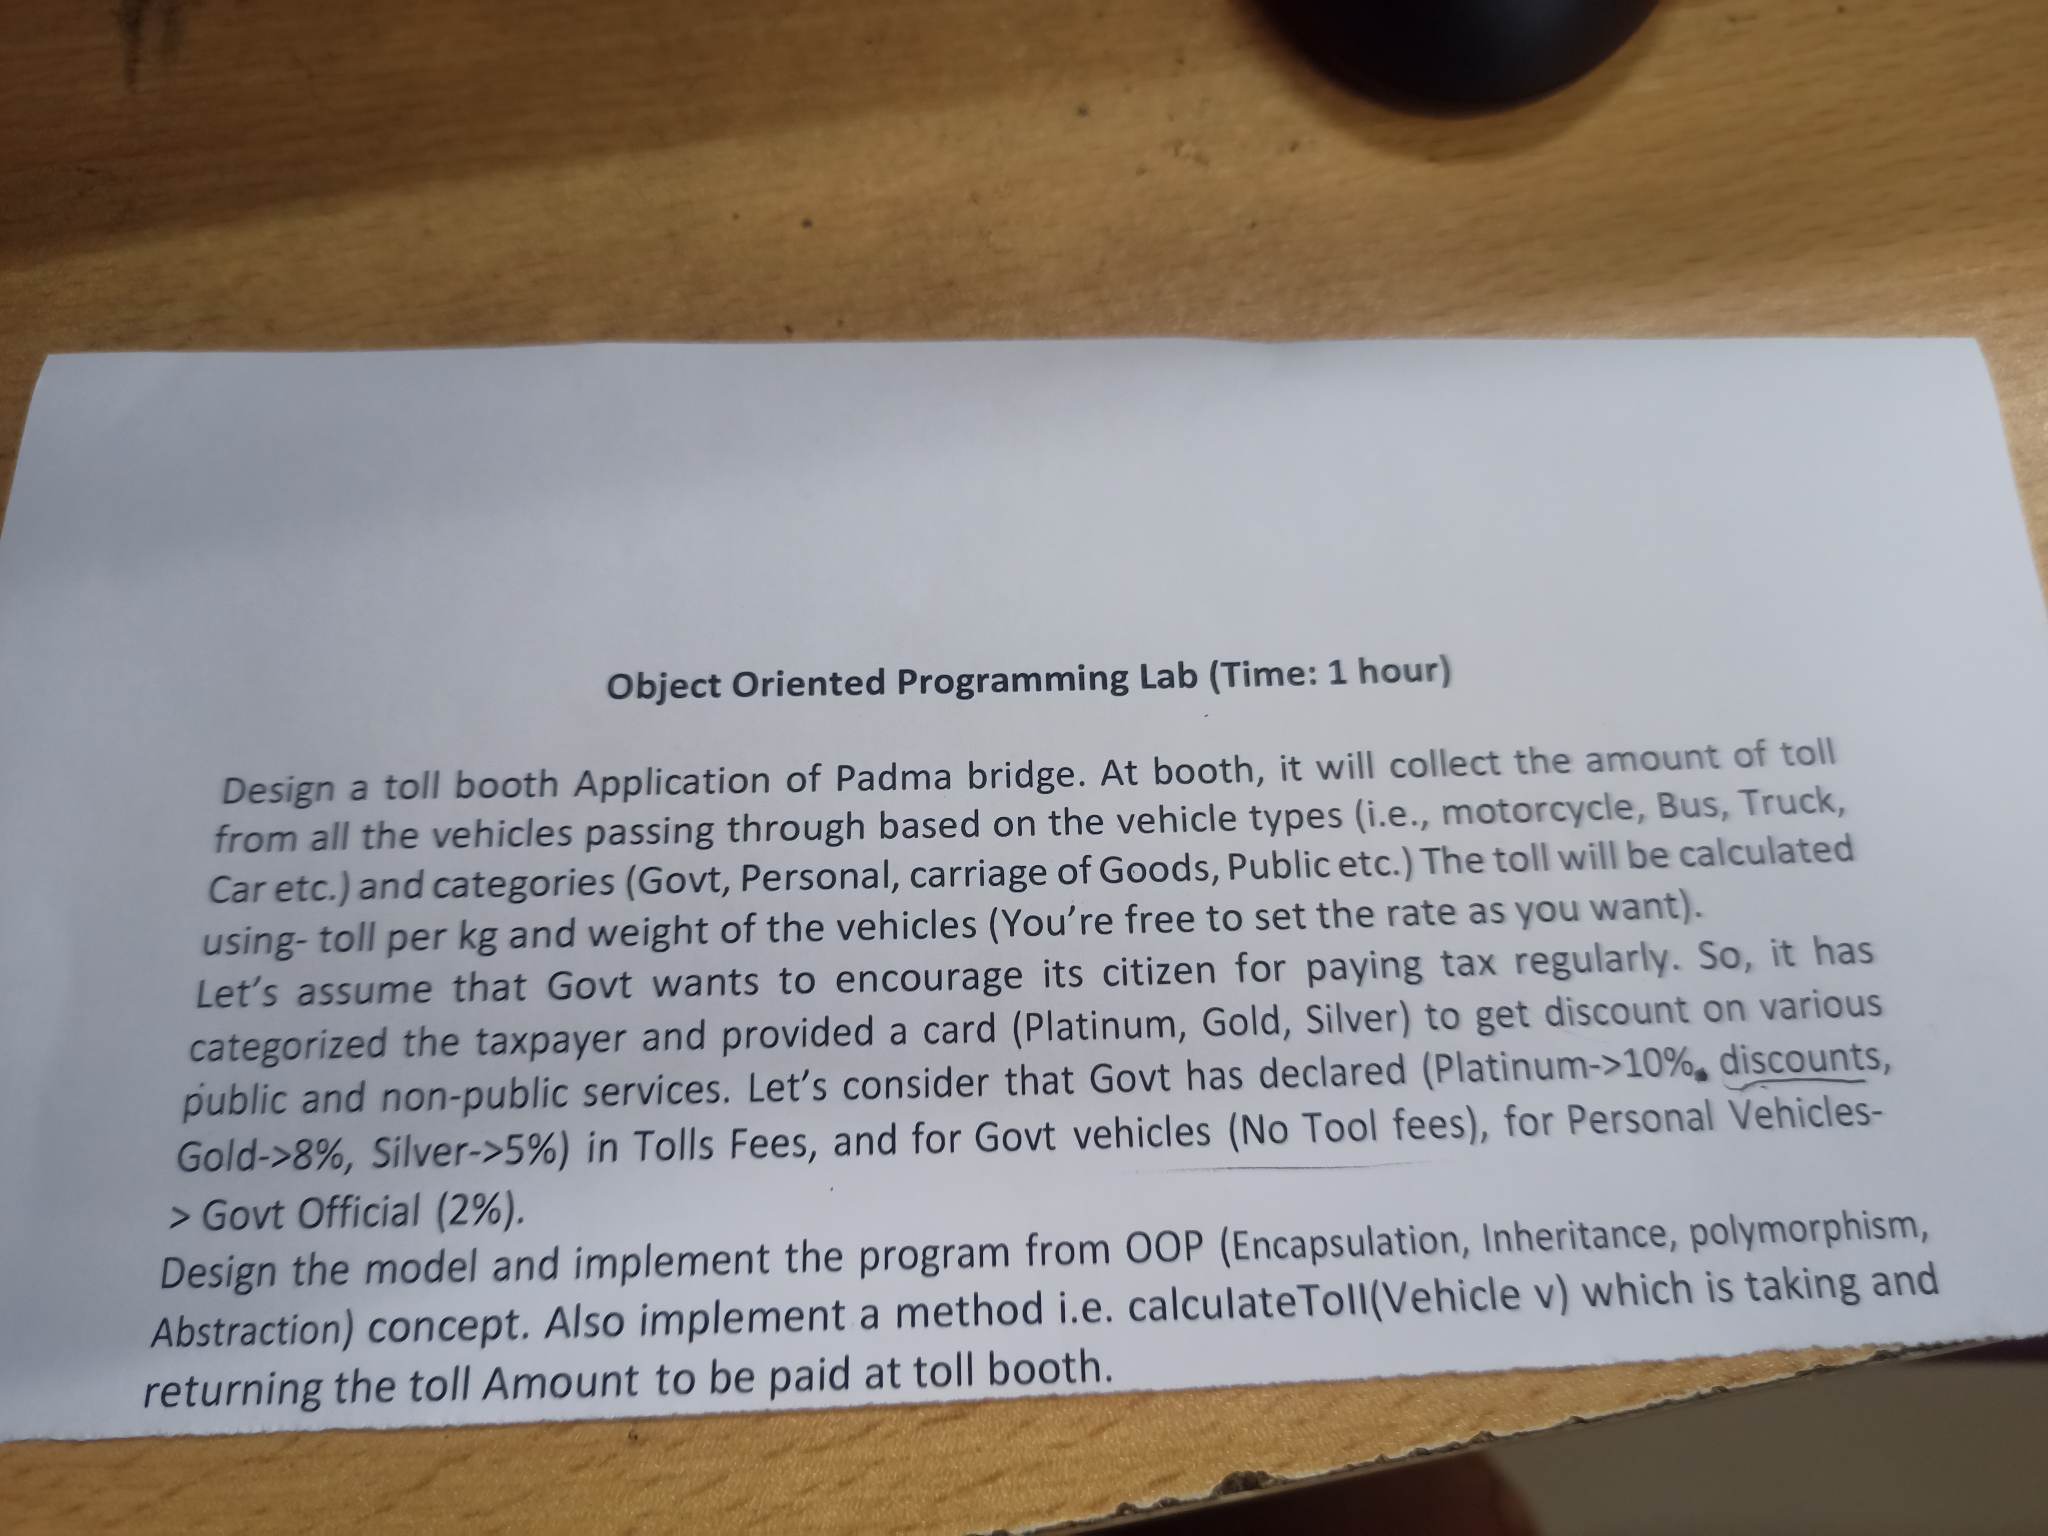 Object Oriented Programming Lab (Time: 1 hour)
Design a toll booth Application of Padma bridge. At booth, it will collect the amount of toll
from all the vehicles passing through based on the vehicle types (i.e., motorcycle, Bus, Truck,
Car etc.) and categories (Govt, Personal, carriage of Goods, Public etc.) The toll will be calculated
using- toll per kg and weight of the vehicles (You’re free to set the rate as you want).
Let’s assume that Govt wants to encourage its citizen for paying tax regularly. So, it has
categorized the taxpayer and provided a card (Platinum, Gold, Silver) to get discount on various
public and non-public services. Let’s consider that Govt has declared (Platinum->10% discounts,
Gold->8%, Silver->5%) in Tolls Fees, and for Govt vehicles (No Tool fees), for Personal Vehicles-
> Govt Official (2%).
Design the model and implement the program from OOP (Encapsulation, Inheritance, polymorphism,
Abstraction) concept. Also implement a method i.e. calculateToll(Vehicle v) which is taking and
returning the toll Amount to be paid at toll booth.